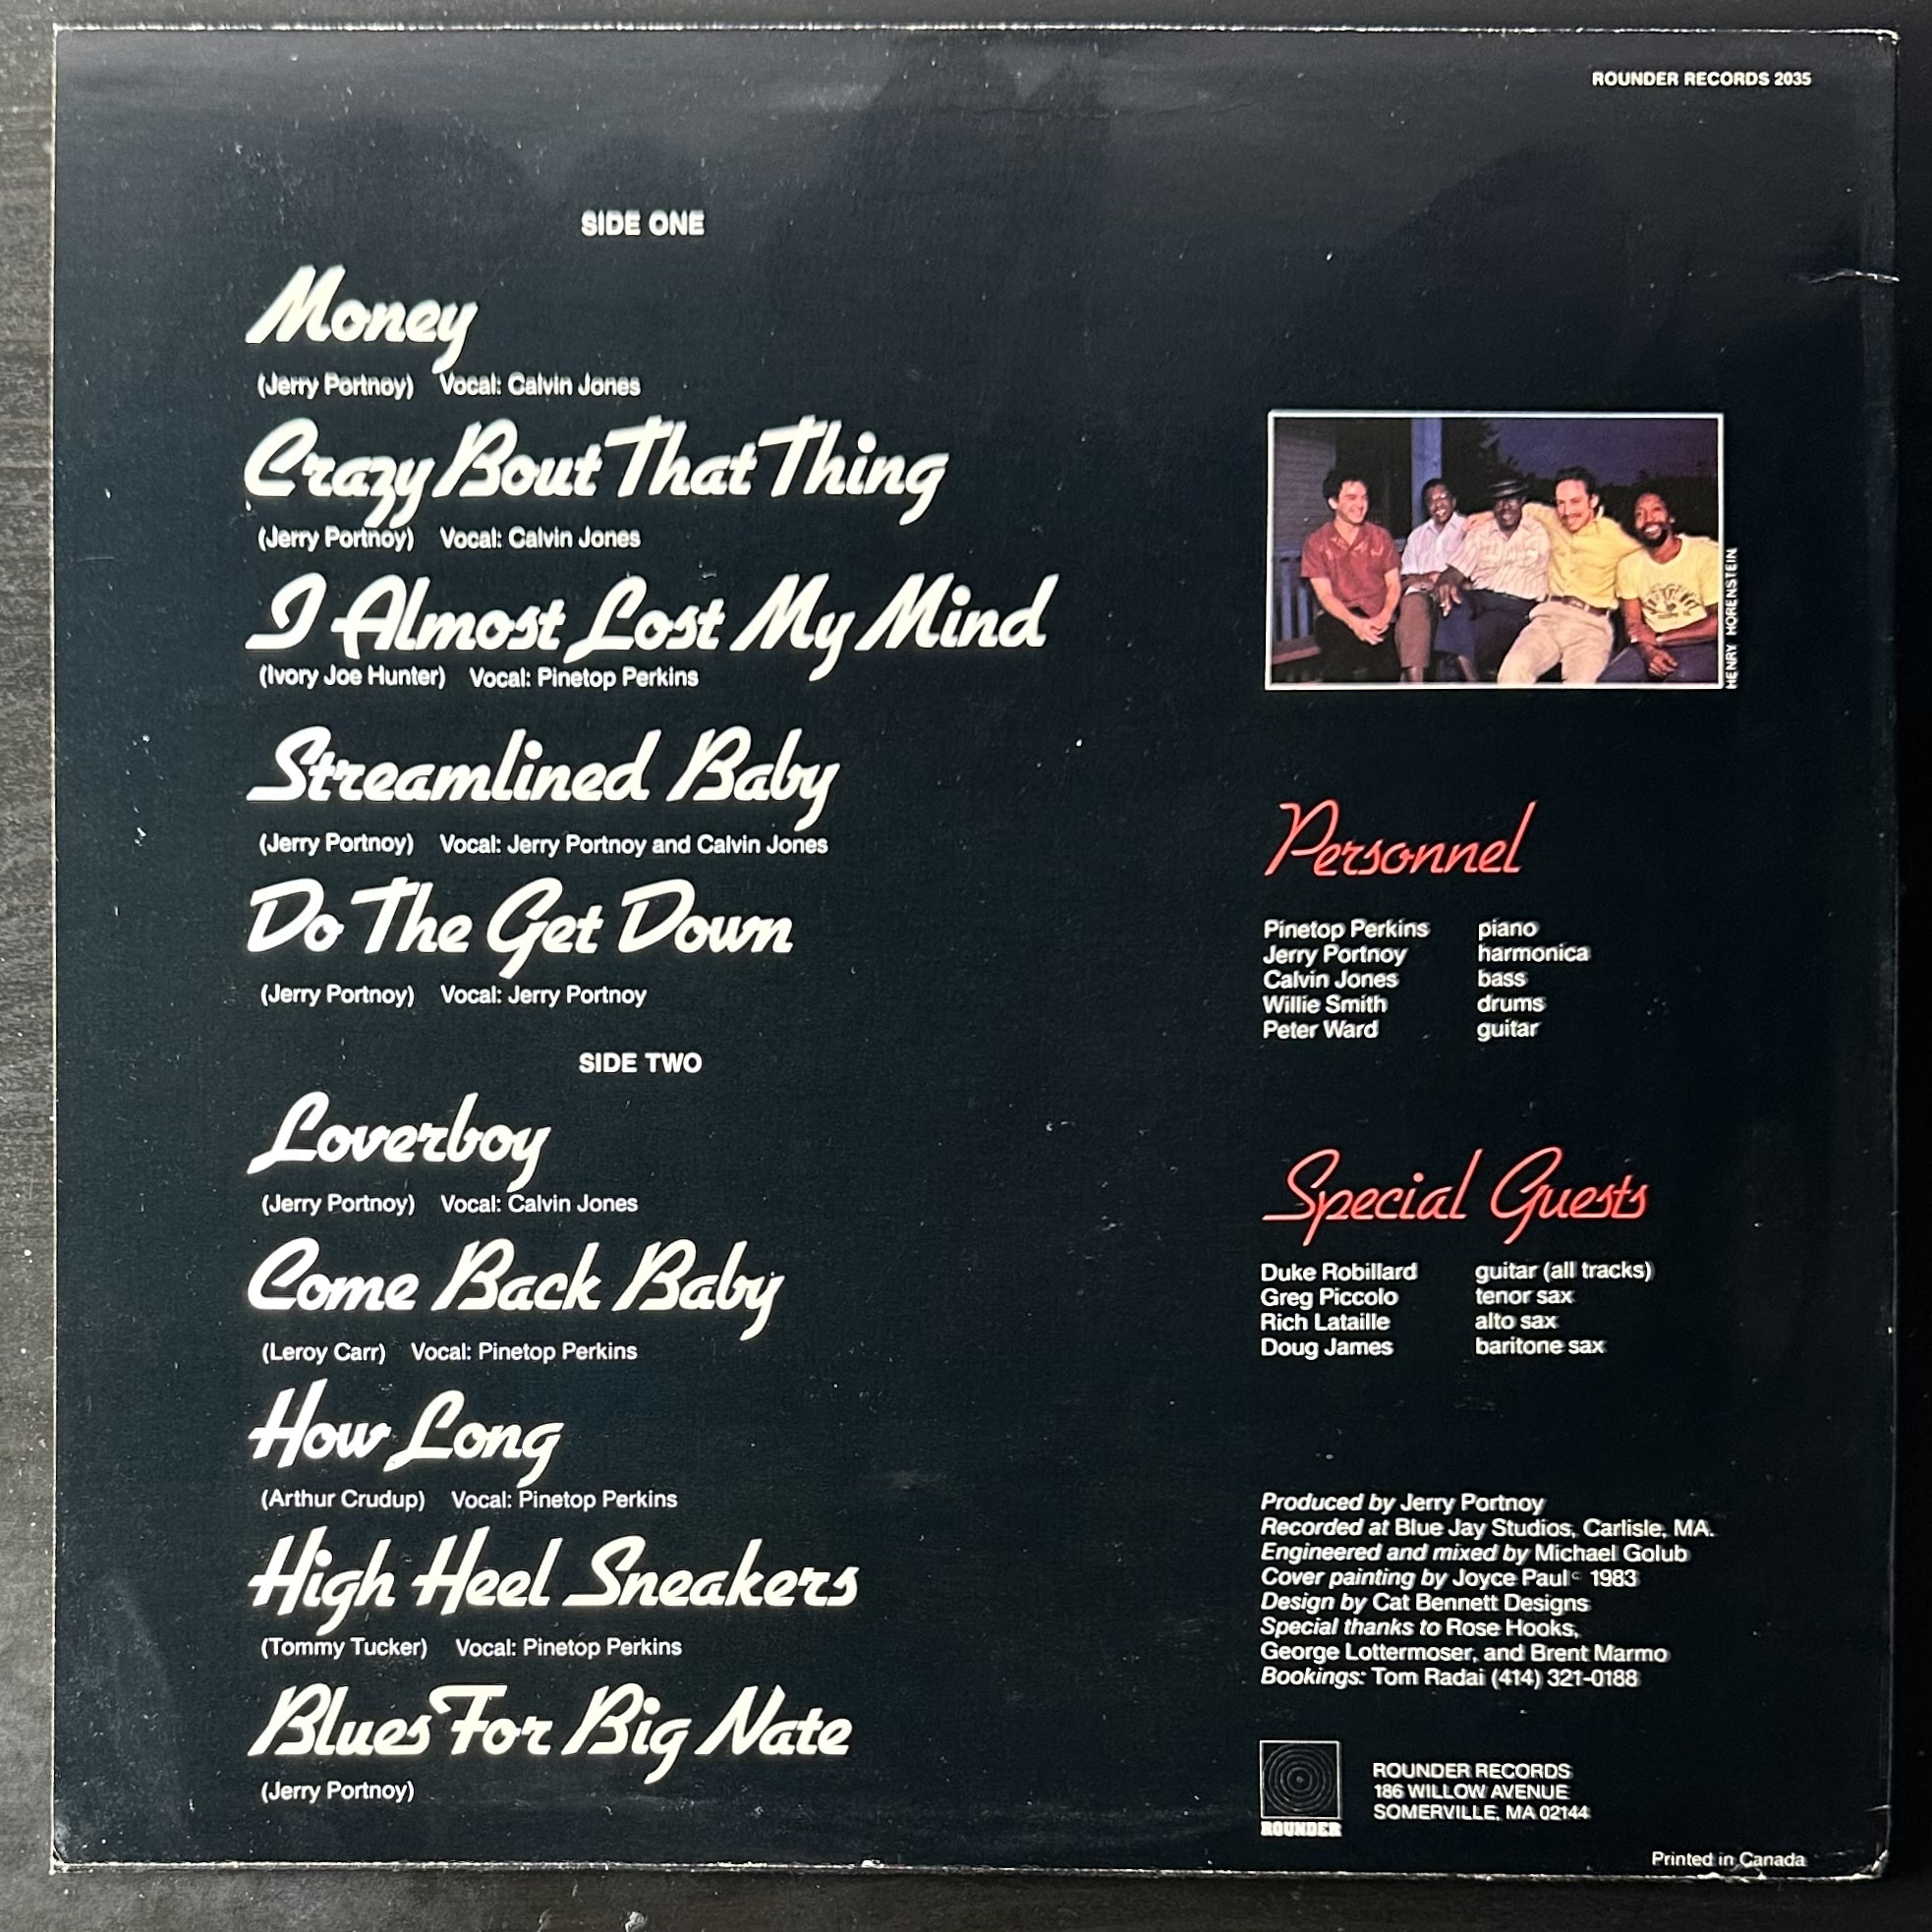 ROUNDER RECORDS 2035
SIDE ONE
Money
(Jerry Portnoy) Vocal: Calvin Jones
Crazy Bout That Thing
(Jerry Portnoy) Vocal: Calvin Jones
I Almost Lost My Mind
(Ivory Joe Hunter) Vocal: Pinetop Perkins
Streamlined Baby
(Jerry Portnoy) Vocal: Jerry Portnoy and Calvin Jones
Do The Get Down
(Jerry Portnoy) Vocal: Jerry Portnoy
SIDE TWO
Loverboy
(Jerry Portnoy) Vocal: Calvin Jones
Come Back Baby
(Leroy Carr) Vocal: Pinetop Perkins
How Long
(Arthur Crudup) Vocal: Pinetop Perkins
High Heel Sneakers
(Tommy Tucker) Vocal: Pinetop Perkins
Blues For Big Nate
(Jerry Portnoy)
HENRY HORENSTEIN
Personnel
Pinetop Perkins piano
Jerry Portnoy harmonica
Calvin Jones bass
Willie Smith drums
Peter Ward guitar
Special Guests
Duke Robillard guitar (all tracks)
Greg Piccolo tenor sax
Rich Lataille alto sax
Doug James baritone sax
Produced by Jerry Portnoy
Recorded at Blue Jay Studios, Carlisle, MA.
Engineered and mixed by Michael Golub
Cover painting by Joyce Paul © 1983
Design by Cat Bennett Designs
Special thanks to Rose Hooks,
George Lottermoser, and Brent Marmo
Bookings: Tom Radai (414) 321-0188
ROUNDER
ROUNDER RECORDS
186 WILLOW AVENUE
SOMERVILLE, MA 02144
Printed in Canada